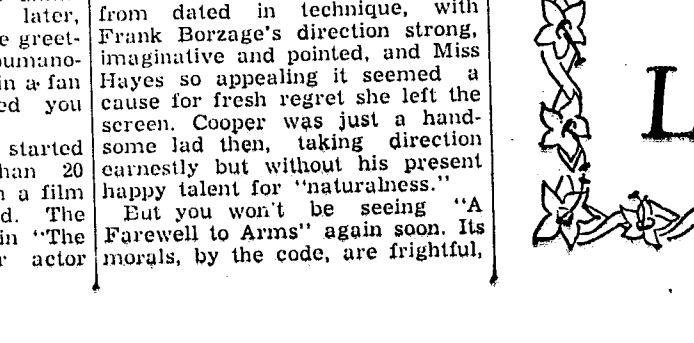 later,
e greet-
oumano-
in a fan
ed you
started
han 20
n a film
d. The
in "The
r actor
from dated in technique, with
Frank Borzage's direction strong,
imaginative and pointed, and Miss
Hayes so appealing it seemed a
cause for fresh regret she left the
screen. Cooper was just a hand-
some lad then, taking direction
earnestly but without his present
happy talent for "naturalness."
But you won't be seeing "A
Farewell to Arms" again soon. Its
morals, by the code, are frightful,
L